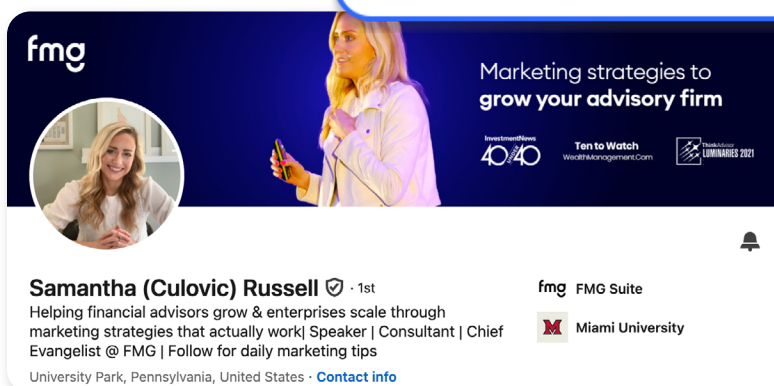 fmg
Marketing strategies to
grow your advisory firm
InvestmentNews
40 UNDER 40
Ten to Watch
WealthManagement.Com
ThinkAdvisor
LUMINARIES 2021
Samantha (Culovic) Russell · 1st
Helping financial advisors grow & enterprises scale through
marketing strategies that actually work| Speaker | Consultant | Chief
Evangelist @ FMG | Follow for daily marketing tips
University Park, Pennsylvania, United States · Contact info
fmg FMG Suite
M Miami University